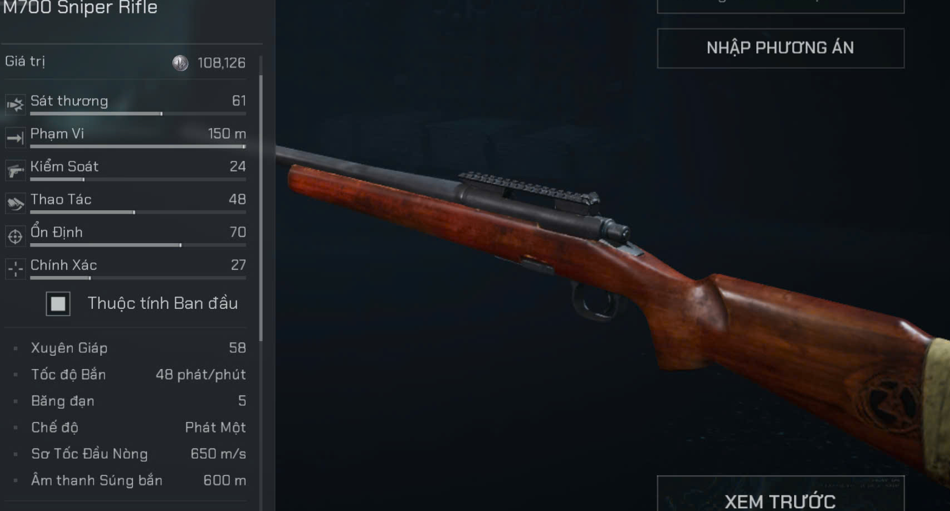 M700 Sniper Rifle
Giá trị 108,126
Sát thương 61
Phạm Vi 150 m
Kiểm Soát 24
Thao Tác 48
Ổn Định 70
Chính Xác 27
Thuộc tính Ban đầu
Xuyên Giáp 58
Tốc độ Bắn 48 phát/phút
Băng đạn 5
Chế độ Phát Một
Sơ Tốc Đầu Nòng 650 m/s
Âm thanh Súng bắn 600 m
NHẬP PHƯƠNG ÁN
XEM TRƯỚC